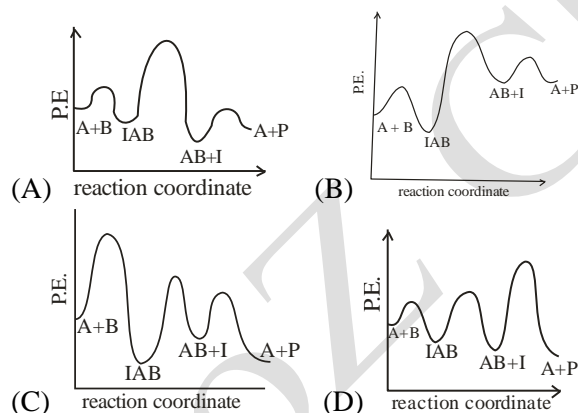 P.E
A+B
IAB
AB+I
A+P
(A)
reaction coordinate
P.E.
A + B
IAB
AB+I
A+P
(B)
reaction coordinate
P.E.
A+B
IAB
AB+I
A+P
(C)
reaction coordinate
P.E.
A+B
IAB
AB+I
A+P
(D)
reaction coordinate